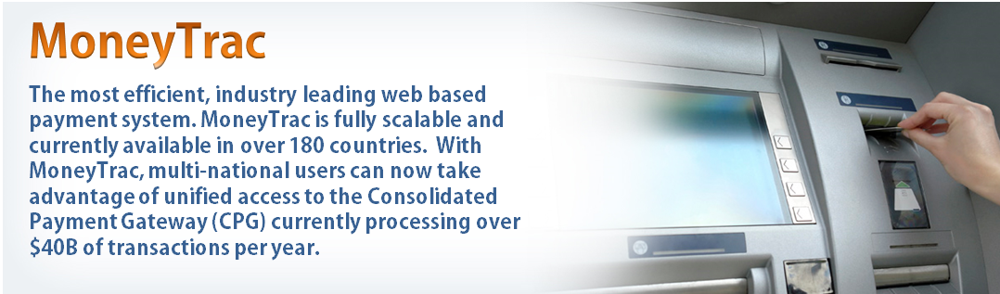 MoneyTrac
The most efficient, industry leading web based
payment system. MoneyTrac is fully scalable and
currently available in over 180 countries.  With
MoneyTrac, multi-national users can now take
advantage of unified access to the Consolidated
Payment Gateway (CPG) currently processing over
$40B of transactions per year.